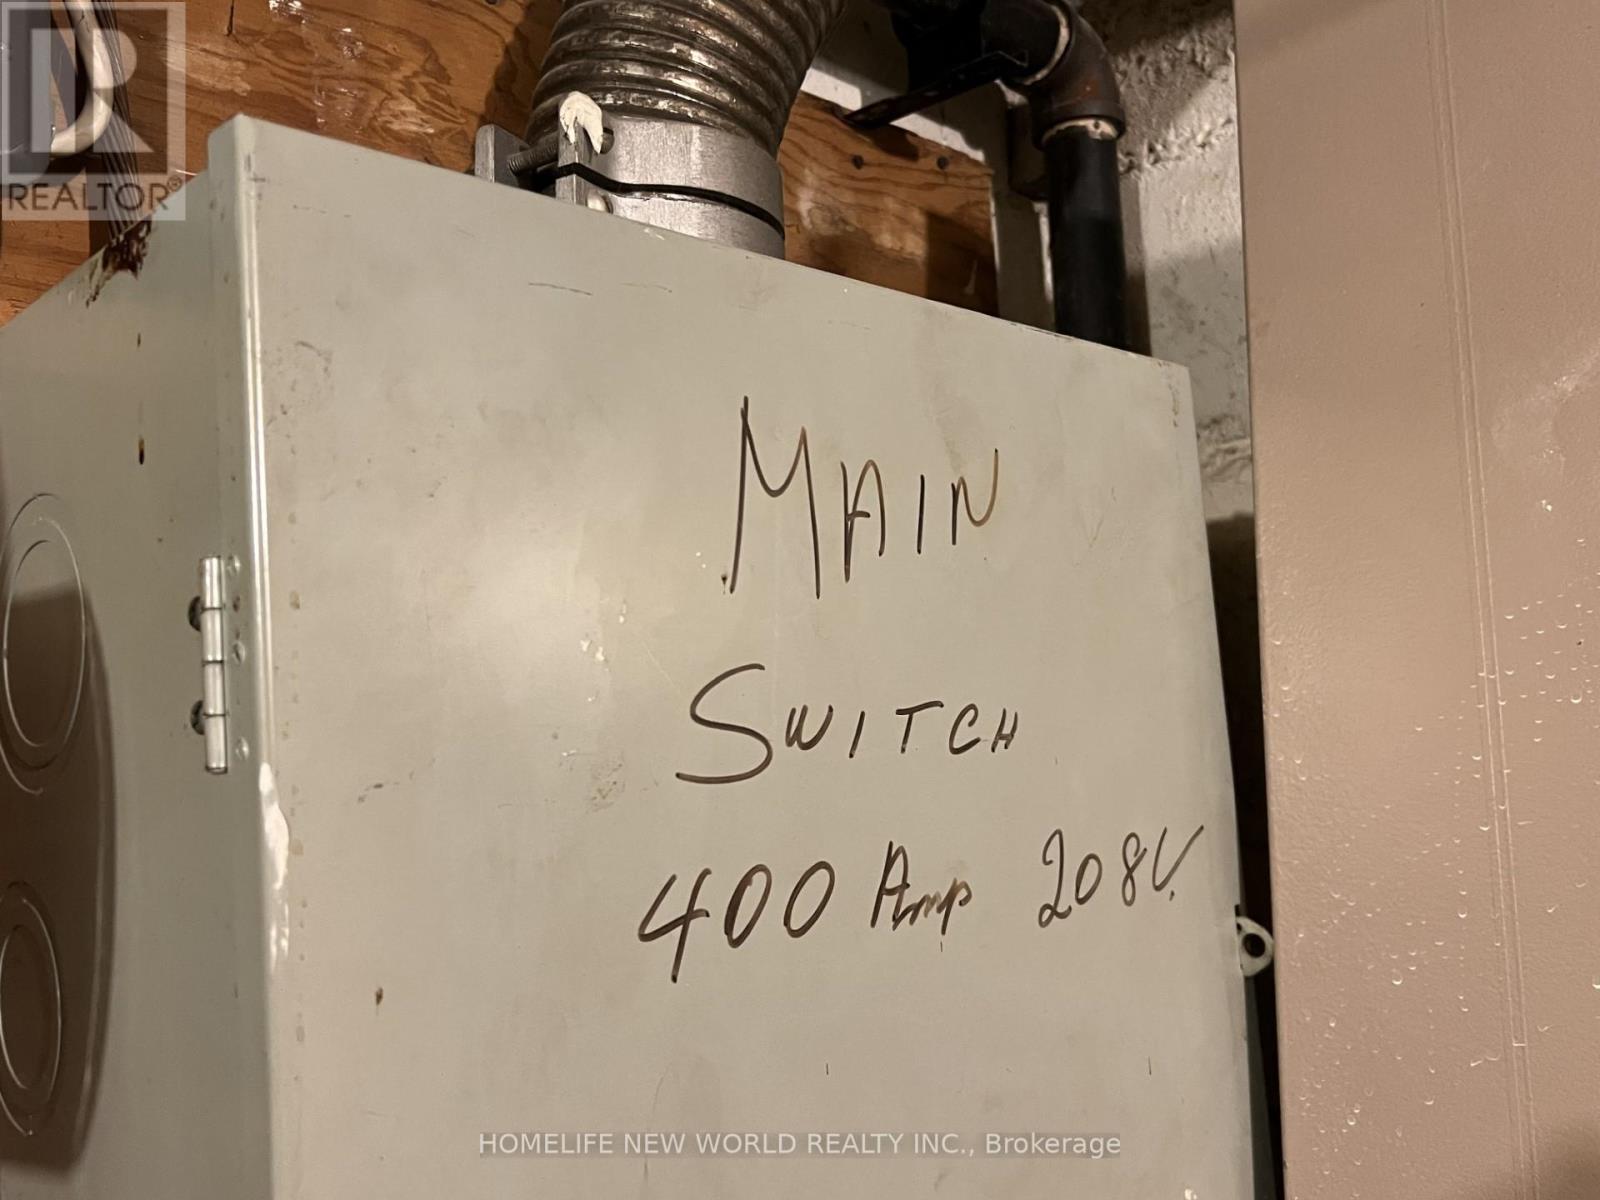 REALTOR®
MAIN
SWITCH
400 Amp 208V.
HOMELIFE NEW WORLD REALTY INC., Brokerage